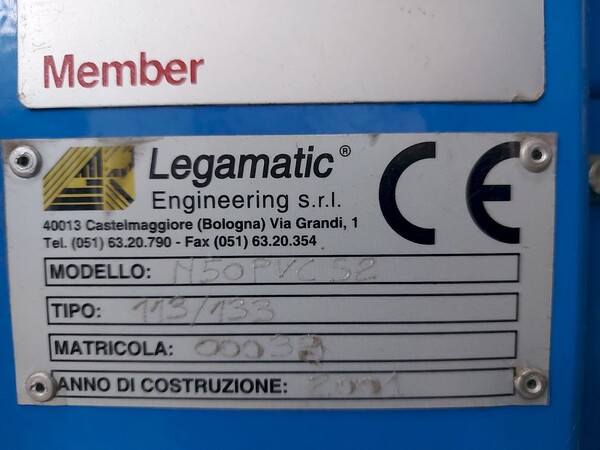 Member
Legamatic®
Engineering s.r.l.
40013 Castelmaggiore (Bologna) Via Grandi, 1
Tel. (051) 63.20.790 - Fax (051) 63.20.354
CE
MODELLO: N50PVC S2
TIPO: 113/133
MATRICOLA:
ANNO DI COSTRUZIONE: 2001